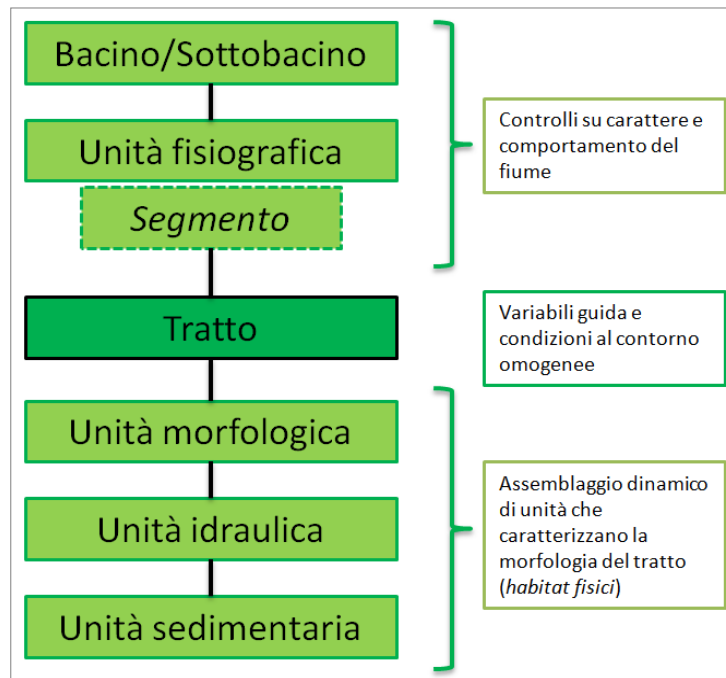 Bacino/Sottobacino
Unità fisiografica
Segmento
Controlli su carattere e
comportamento del
fiume
Tratto
Variabili guida e
condizioni al contorno
omogenee
Unità morfologica
Unità idraulica
Unità sedimentaria
Assemblaggio dinamico
di unità che
caratterizzano la
morfologia del tratto
(habitat fisici)